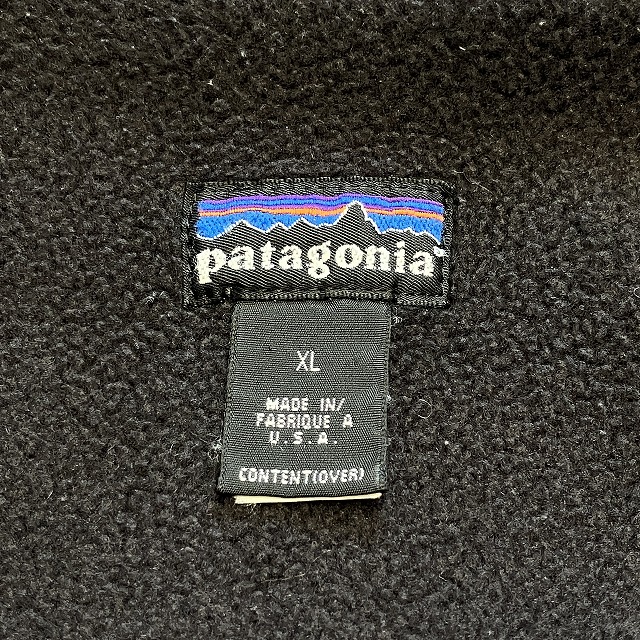 patagonia
XL
MADE IN/
FABRIQUE A
U.S.A.
CONTENT(OVER)